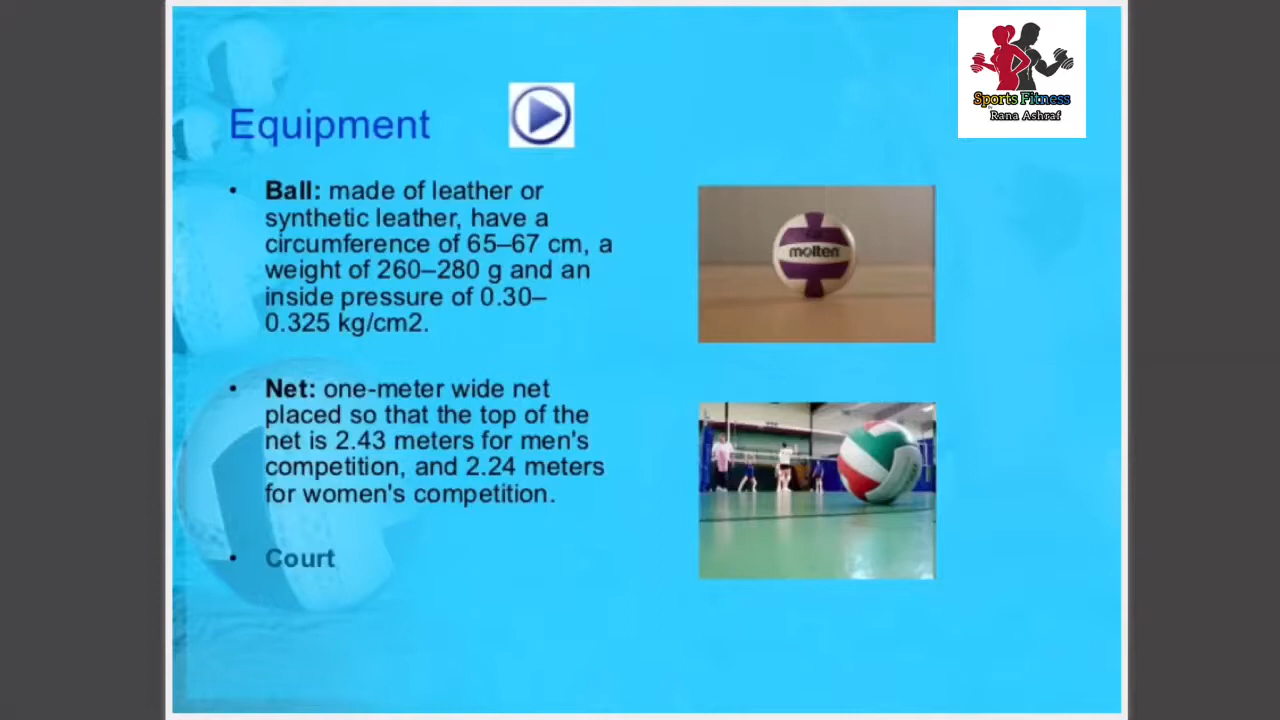 Sports Fitness
By
Rana Ashraf
Equipment
• Ball: made of leather or
synthetic leather, have a
circumference of 65–67 cm, a
weight of 260–280 g and an
inside pressure of 0.30–
0.325 kg/cm2.
molten
• Net: one-meter wide net
placed so that the top of the
net is 2.43 meters for men's
competition, and 2.24 meters
for women's competition.
• Court